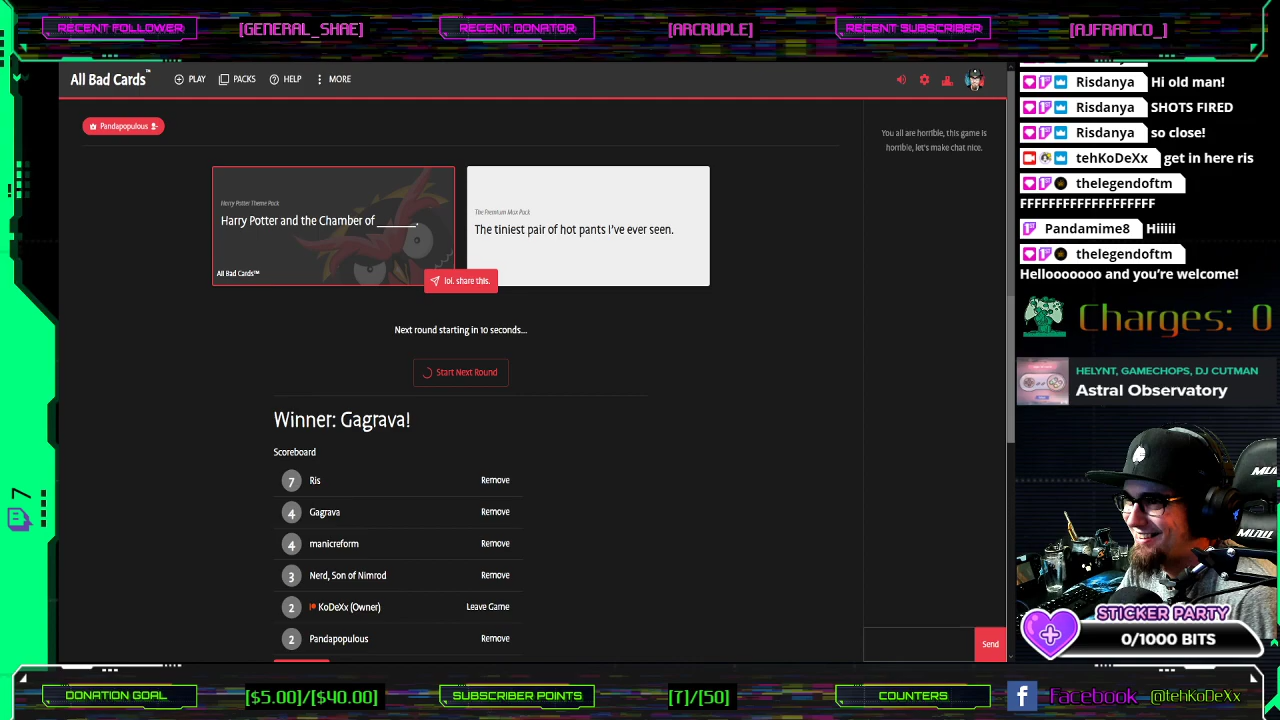 RECENT FOLLOWER
[GENERAL_SHAE]
RECENT DONATOR
[ARCRUPLE]
RECENT SUBSCRIBER
[AJFRANCO_]
All Bad Cards™
PLAY
PACKS
HELP
MORE
Pandapopulous
Harry Potter Theme Pack
Harry Potter and the Chamber of ______.
All Bad Cards™
The Premium Max Pack
The tiniest pair of hot pants I've ever seen.
lol. share this.
Next round starting in 10 seconds...
Start Next Round
Winner: Gagrava!
Scoreboard
7 Ris Remove
4 Gagrava Remove
4 manicreform Remove
3 Nerd, Son of Nimrod Remove
2 KoDeXx (Owner) Leave Game
2 Pandapopulous Remove
You all are horrible, this game is
horrible, let's make chat nice.
Send
Risdanya Hi old man!
Risdanya SHOTS FIRED
Risdanya so close!
tehKoDeXx get in here ris
thelegendoftm
FFFFFFFFFFFFFFFFFFF
Pandamime8 Hiiiii
thelegendoftm
Hellooooooo and you're welcome!
Charges: 0
HELYNT, GAMECHOPS, DJ CUTMAN
Astral Observatory
STICKER PARTY
0/1000 BITS
7
DONATION GOAL
[$5.00]/[$40.00]
SUBSCRIBER POINTS
[7]/[50]
COUNTERS
Facebook
@tehKoDeXx